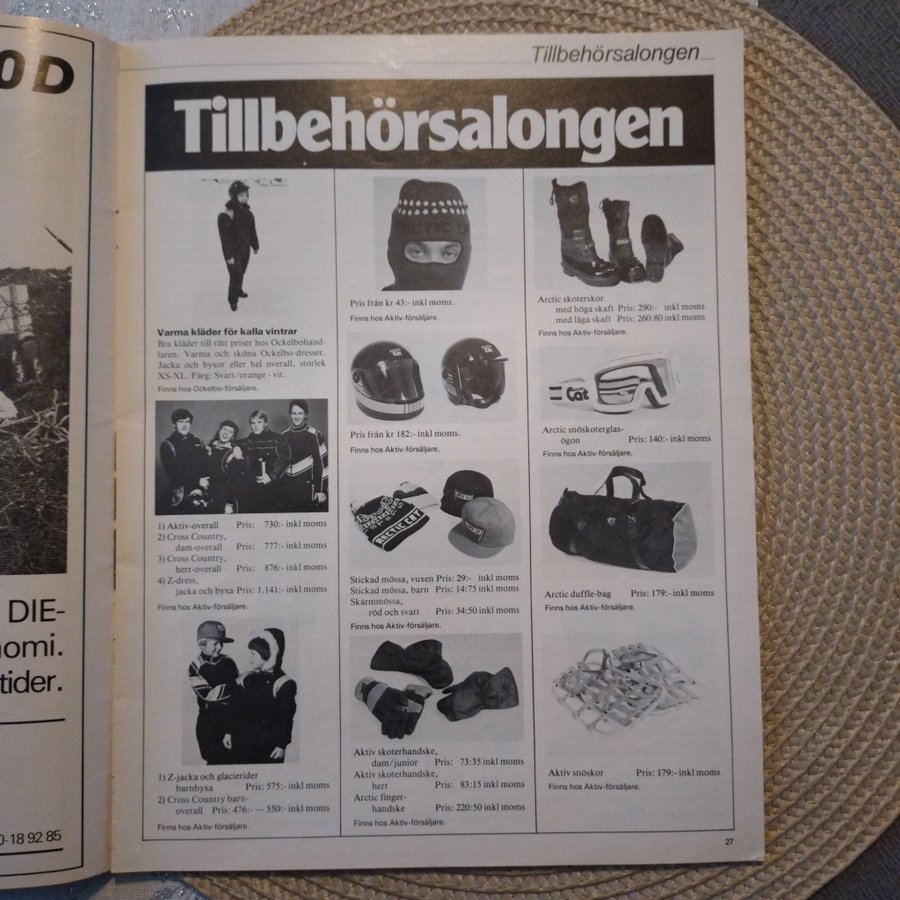 0D
DIE-
nomi.
tider.
0-18 92 85
Tillbehörsalongen
Tillbehörsalongen
Varma kläder för kalla vintrar
Bra kläder till rätt priser hos Ockelbohand-
laren. Varma och sköna Ockelbo-dresser.
Jacka och byxor eller hel overall, storlek
XS-XL. Färg: Svart/orange - vit.
Finns hos Ockelbo-försäljare.
1) Aktiv-overall Pris: 730:- inkl moms
2) Cross Country,
dam-overall Pris: 777:- inkl moms
3) Cross Country,
herr-overall Pris: 876:- inkl moms
4) Z-dress,
jacka och byxa Pris: 1.141:- inkl moms
Finns hos Aktiv-försäljare.
1) Z-jacka och glacierider
barnbyxa Pris: 575:- inkl moms
2) Cross Country barn-
overall Pris: 476:- — 550:- inkl moms
Finns hos Aktiv-försäljare.
ARCTIC C
Pris från kr 43:- inkl moms.
Finns hos Aktiv-försäljare.
Pris från kr 182:- inkl moms.
Finns hos Aktiv-försäljare.
ARCTIC CAT
Stickad mössa, vuxen Pris: 29:- inkl moms
Stickad mössa, barn Pris: 14:75 inkl moms
Skärmmössa,
röd och svart Pris: 34:50 inkl moms
Finns hos Aktiv-försäljare.
Aktiv skoterhandske,
dam/junior Pris: 73:35 inkl moms
Aktiv skoterhandske,
herr Pris: 83:15 inkl moms
Arctic finger-
handske Pris: 220:50 inkl moms
Finns hos Aktiv-försäljare.
Arctic skoterskor
med höga skaft Pris: 290:- inkl moms
med låga skaft Pris: 260:80 inkl moms
Finns hos Aktiv-försäljare.
Cat
Arctic snöskoterglas-
ögon Pris: 140:- inkl moms
Finns hos Aktiv-försäljare.
Arctic duffle-bag Pris: 179:- inkl moms
Finns hos Aktiv-försäljare.
Aktiv snöskor Pris: 179:- inkl moms
Finns hos Aktiv-försäljare.
27